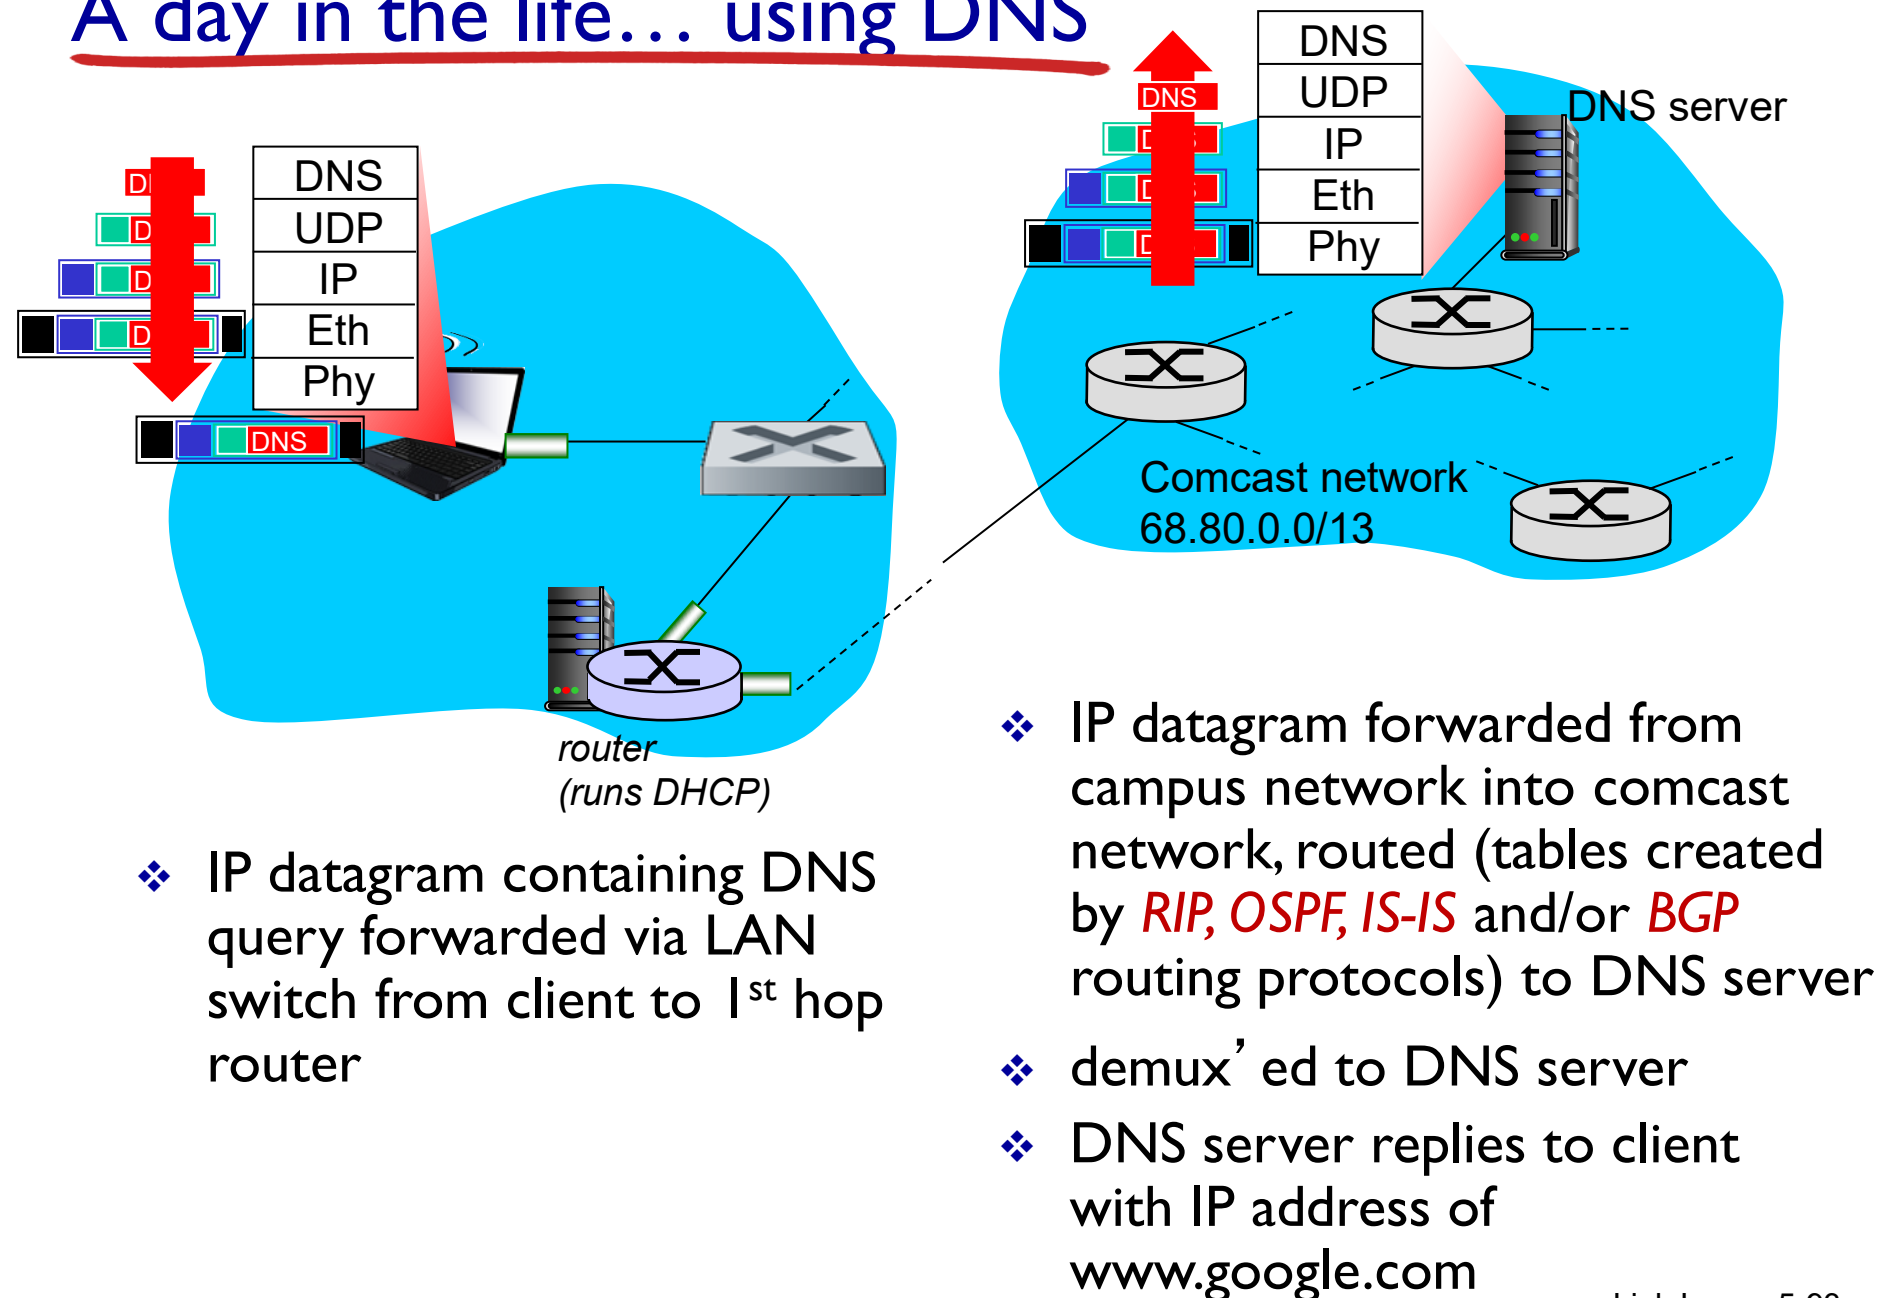 A day in the life… using DNS
DNS
UDP
IP
Eth
Phy
DNS
router
(runs DHCP)
DNS
DNS
UDP
IP
Eth
Phy
DNS server
Comcast network
68.80.0.0/13
❖ IP datagram containing DNS
query forwarded via LAN
switch from client to 1st hop
router
❖ IP datagram forwarded from
campus network into comcast
network, routed (tables created
by RIP, OSPF, IS-IS and/or BGP
routing protocols) to DNS server
❖ demux’ed to DNS server
❖ DNS server replies to client
with IP address of
www.google.com